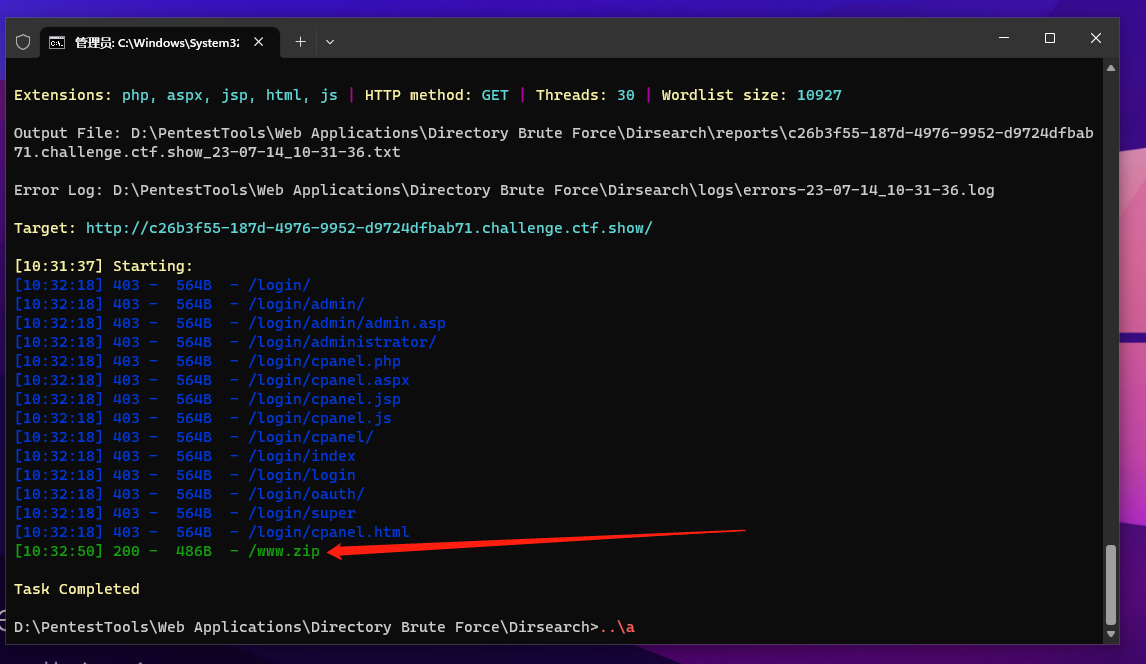 管理员: C:\Windows\System32
Extensions: php, aspx, jsp, html, js | HTTP method: GET | Threads: 30 | Wordlist size: 10927
Output File: D:\PentestTools\Web Applications\Directory Brute Force\Dirsearch\reports\c26b3f55-187d-4976-9952-d9724dfbab
71.challenge.ctf.show_23-07-14_10-31-36.txt
Error Log: D:\PentestTools\Web Applications\Directory Brute Force\Dirsearch\logs\errors-23-07-14_10-31-36.log
Target: http://c26b3f55-187d-4976-9952-d9724dfbab71.challenge.ctf.show/
[10:31:37] Starting:
[10:32:18] 403 -  564B  - /login/
[10:32:18] 403 -  564B  - /login/admin/
[10:32:18] 403 -  564B  - /login/admin/admin.asp
[10:32:18] 403 -  564B  - /login/administrator/
[10:32:18] 403 -  564B  - /login/cpanel.php
[10:32:18] 403 -  564B  - /login/cpanel.aspx
[10:32:18] 403 -  564B  - /login/cpanel.jsp
[10:32:18] 403 -  564B  - /login/cpanel.js
[10:32:18] 403 -  564B  - /login/cpanel/
[10:32:18] 403 -  564B  - /login/index
[10:32:18] 403 -  564B  - /login/login
[10:32:18] 403 -  564B  - /login/oauth/
[10:32:18] 403 -  564B  - /login/super
[10:32:18] 403 -  564B  - /login/cpanel.html
[10:32:50] 200 -  486B  - /www.zip
Task Completed
D:\PentestTools\Web Applications\Directory Brute Force\Dirsearch>..\a